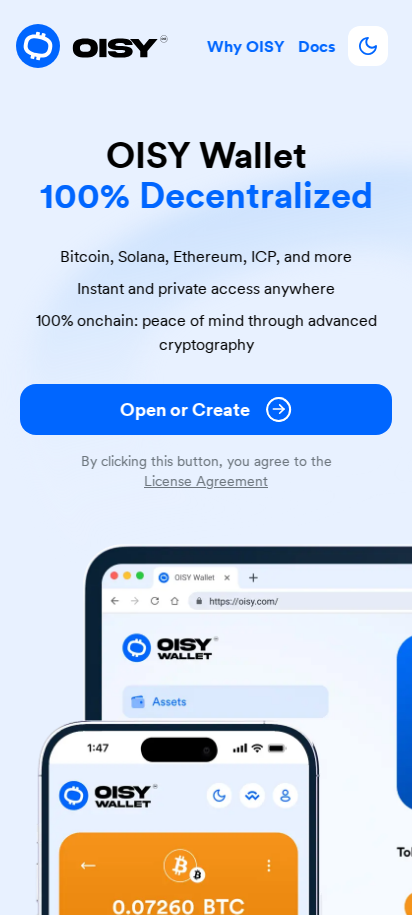 OISY
Why OISY
Docs
OISY Wallet
100% Decentralized
Bitcoin, Solana, Ethereum, ICP, and more
Instant and private access anywhere
100% onchain: peace of mind through advanced
cryptography
Open or Create
By clicking this button, you agree to the
License Agreement
OISY Wallet
https://oisy.com/
OISY
WALLET
Assets
1:47
OISY
WALLET
0.07260 BTC